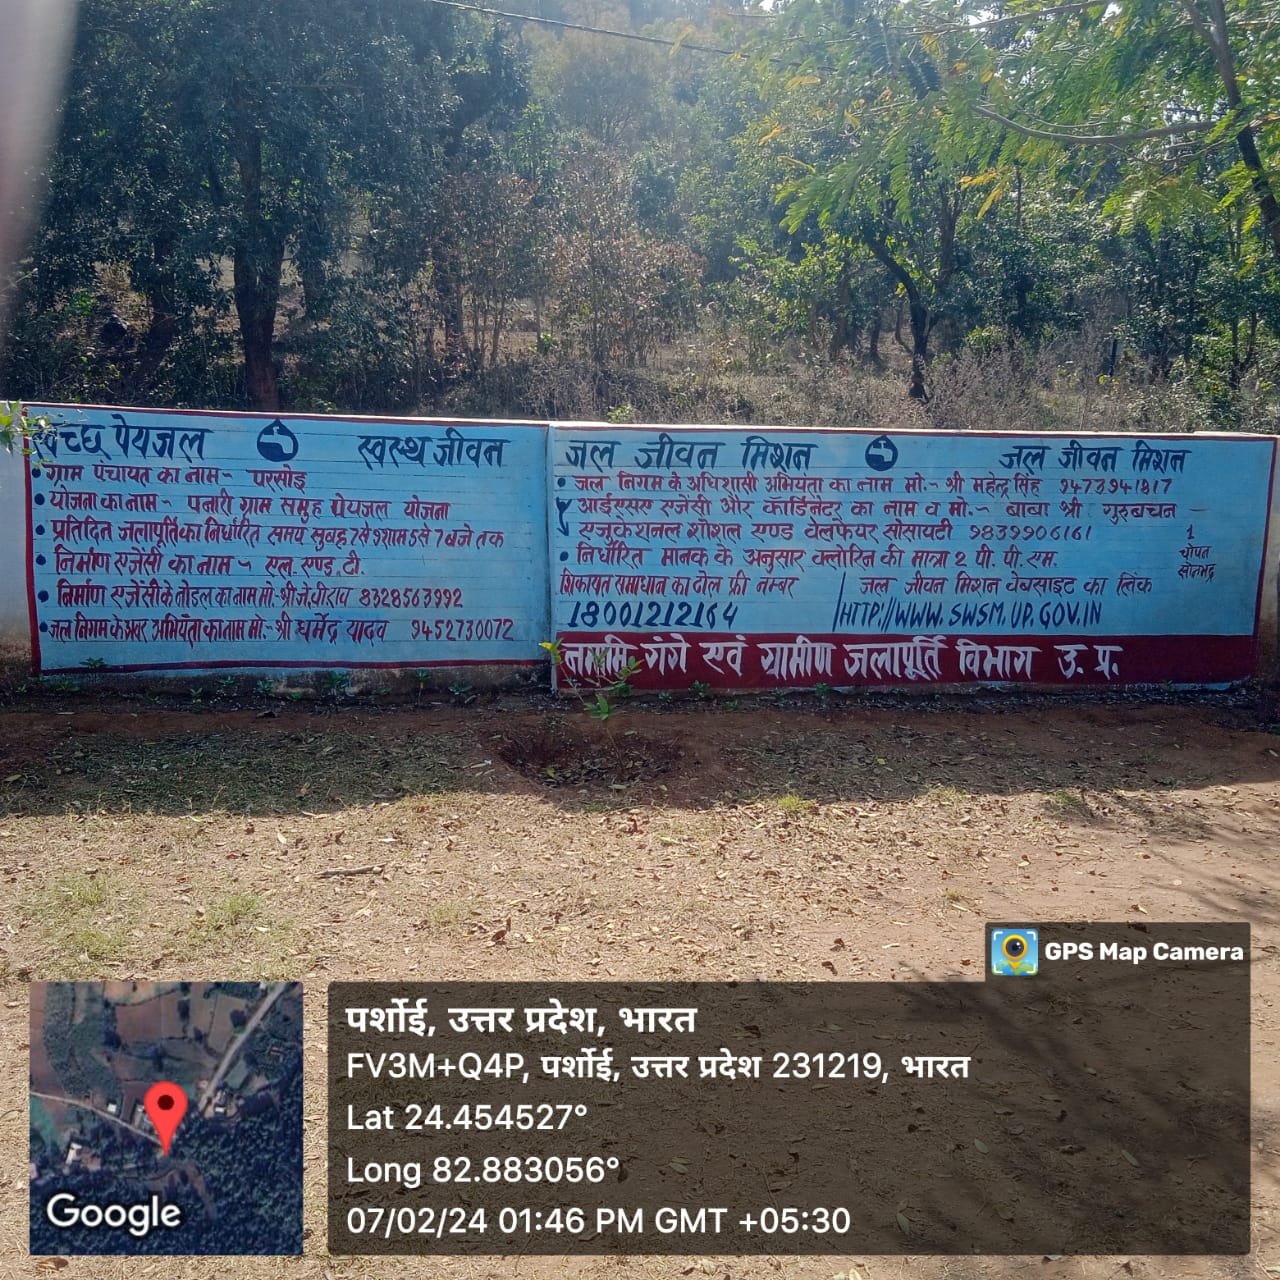 स्वच्छ पेयजल स्वस्थ जीवन
• ग्राम पंचायत का नाम- परसोइ
• योजना का नाम- पनारी ग्राम समुह प्रेयजल योजना
• प्रतिदित जलापूर्ति का निर्धारित समय सुबह 7 से 9 शाम 5 से 7 बजे तक
• निर्माण एजेंसी का नाम- एल. एण्ड. टी.
• निर्माण एजेंसी के नोडल का नाम मो.- श्री जे. वी राव 8328563992
• जल निगम के अवर अभियंता का नाम मो.- श्री धर्मेद्र यादव 9452730072
जल जीवन मिशन जल जीवन मिशन
• जल निगम के अधिशासी अभियंता का नाम मो.- श्री महेन्द्र सिंह 9473941817
आईएसए एजेंसी और कॉर्डिनेटर का नाम व मो.- बाबा श्री गुरुबचन -
एजुकेशनल शोशल एण्ड वेलफेयर सोसायटी 9839906161
1
चोपन
सोनभद्र
• निर्धारित मानक के अनुसार क्लोरिन की मात्रा 2 पी. पी. एम.
शिकायत समाधान का टोल फ्री नम्बर
18001212164
जल जीवन मिशन वेबसाइट का लिंक
HTTP://WWW.SWSM.UP.GOV.IN
नमामि गंगे एवं ग्रामीण जलापूर्ति विभाग उ. प्र.
GPS Map Camera
पर्शोई, उत्तर प्रदेश, भारत
FV3M+Q4P, पर्शोई, उत्तर प्रदेश 231219, भारत
Lat 24.454527°
Long 82.883056°
07/02/24 01:46 PM GMT +05:30
Google